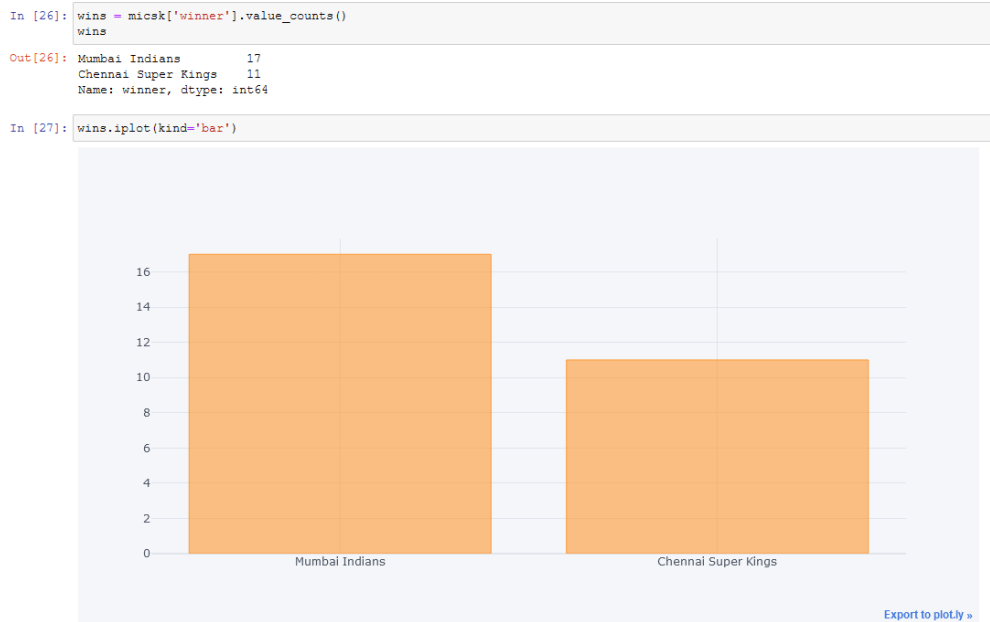 In [26]: wins = micsk['winner'].value_counts()
wins
Out[26]: Mumbai Indians 17
Chennai Super Kings 11
Name: winner, dtype: int64
In [27]: wins.iplot(kind='bar')
16
14
12
10
8
6
4
2
0
Mumbai Indians Chennai Super Kings
Export to plot.ly »